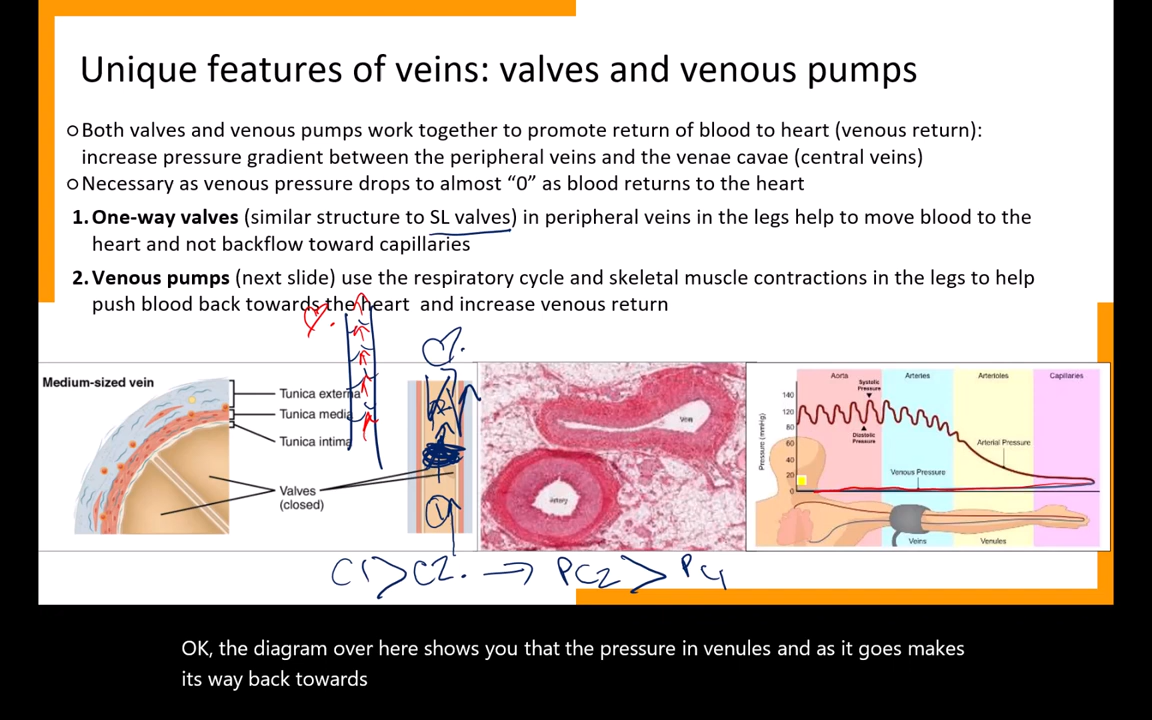 Unique features of veins: valves and venous pumps
○ Both valves and venous pumps work together to promote return of blood to heart (venous return):
increase pressure gradient between the peripheral veins and the venae cavae (central veins)
○ Necessary as venous pressure drops to almost “0” as blood returns to the heart
1. One-way valves (similar structure to SL valves) in peripheral veins in the legs help to move blood to the
heart and not backflow toward capillaries
2. Venous pumps (next slide) use the respiratory cycle and skeletal muscle contractions in the legs to help
push blood back towards the heart and increase venous return
Medium-sized vein
Tunica externa
Tunica media
Tunica intima
Valves
(closed)
Vein
Artery
Aorta
Arteries
Arterioles
Capillaries
Systolic
Pressure
Diastolic
Pressure
Pressure (mmHg)
140
120
80
60
40
20
0
Arterial Pressure
Venous Pressure
Veins
Venules
C1 > C2. → PC2 >
OK, the diagram over here shows you that the pressure in venules and as it goes makes
its way back towards